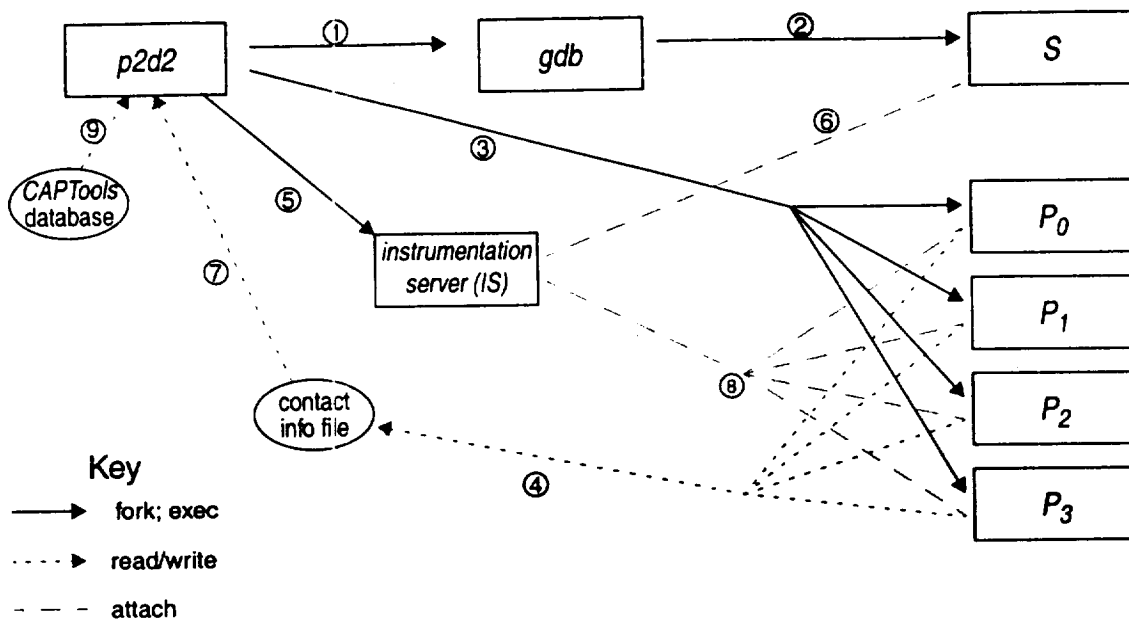 ①
②
p2d2
gdb
S
⑨
⑥
③
CAPTools
database
⑤
P0
instrumentation
server (IS)
⑦
P1
⑧
contact
info file
P2
Key
④
P3
fork; exec
read/write
attach